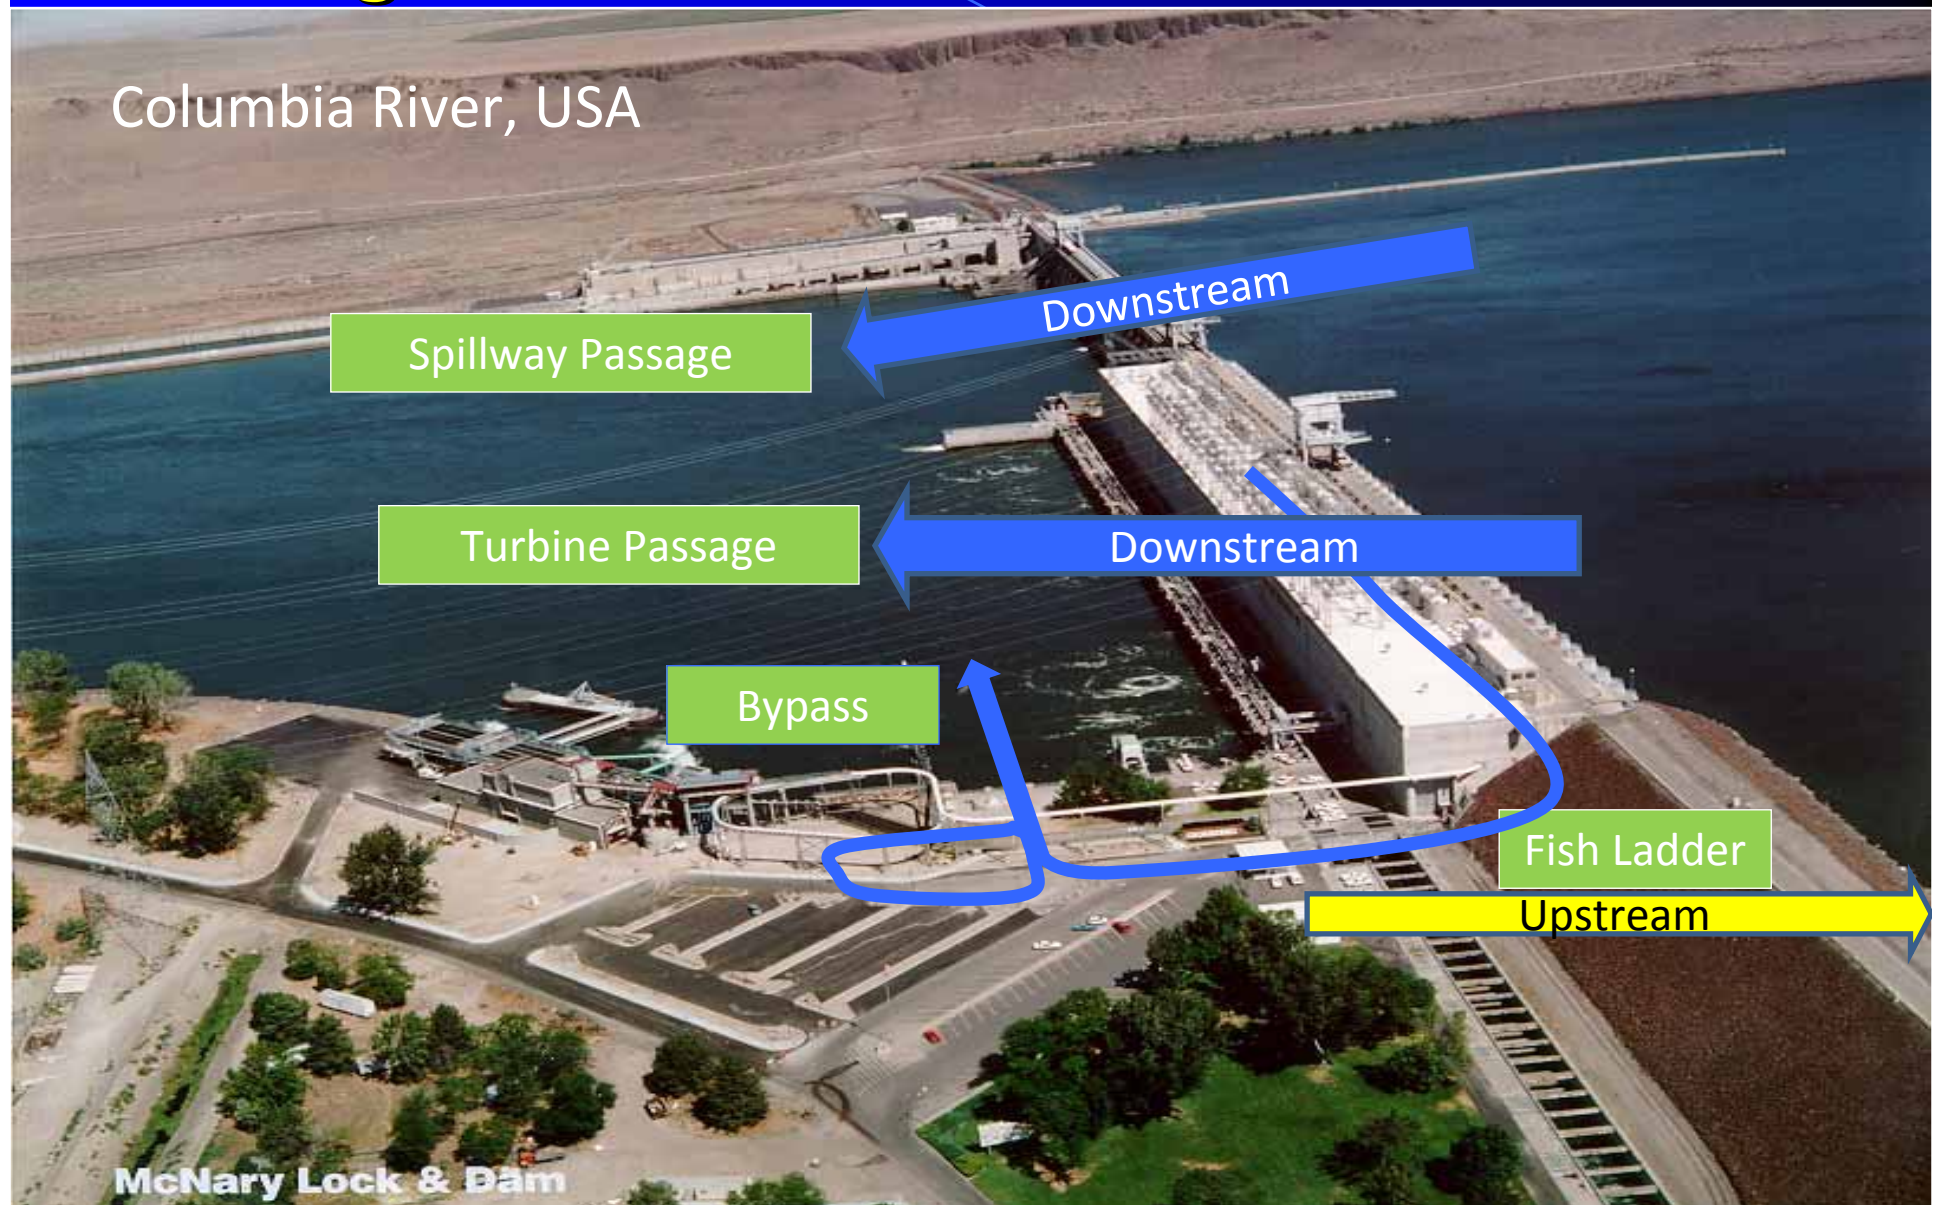 Columbia River, USA
Downstream
Spillway Passage
Turbine Passage
Downstream
Bypass
Fish Ladder
Upstream
McNary Lock & Dam